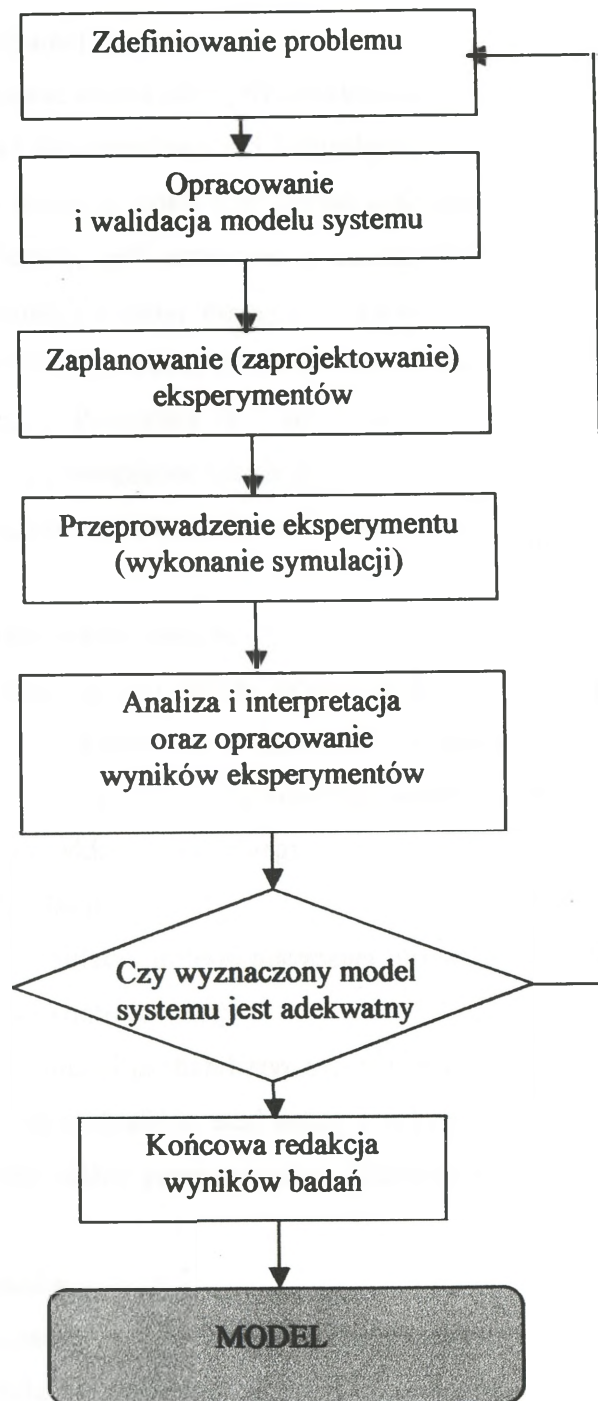 Zdefiniowanie problemu
Opracowanie
i walidacja modelu systemu
Zaplanowanie (zaprojektowanie)
eksperymentów
Przeprowadzenie eksperymentu
(wykonanie symulacji)
Analiza i interpretacja
oraz opracowanie
wyników eksperymentów
Czy wyznaczony model
systemu jest adekwatny
Końcowa redakcja
wyników badań
MODEL